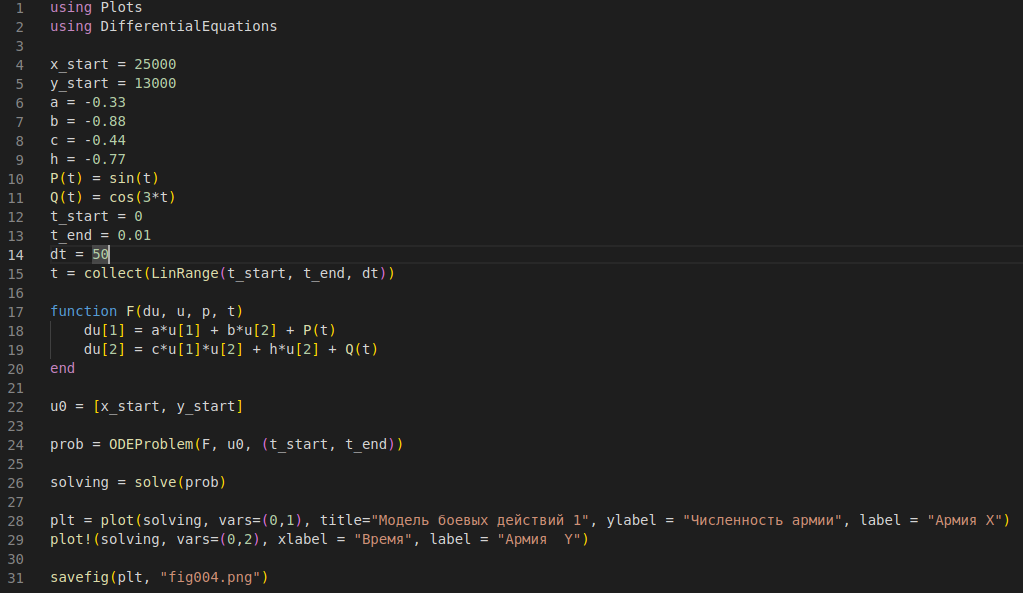 1 using Plots
2 using DifferentialEquations
3
4 x_start = 25000
5 y_start = 13000
6 a = -0.33
7 b = -0.88
8 c = -0.44
9 h = -0.77
10 P(t) = sin(t)
11 Q(t) = cos(3*t)
12 t_start = 0
13 t_end = 0.01
14 dt = 50
15 t = collect(LinRange(t_start, t_end, dt))
16
17 function F(du, u, p, t)
18     du[1] = a*u[1] + b*u[2] + P(t)
19     du[2] = c*u[1]*u[2] + h*u[2] + Q(t)
20 end
21
22 u0 = [x_start, y_start]
23
24 prob = ODEProblem(F, u0, (t_start, t_end))
25
26 solving = solve(prob)
27
28 plt = plot(solving, vars=(0,1), title="Модель боевых действий 1", ylabel = "Численность армии", label = "Армия X")
29 plot!(solving, vars=(0,2), xlabel = "Время", label = "Армия  Y")
30
31 savefig(plt, "fig004.png")